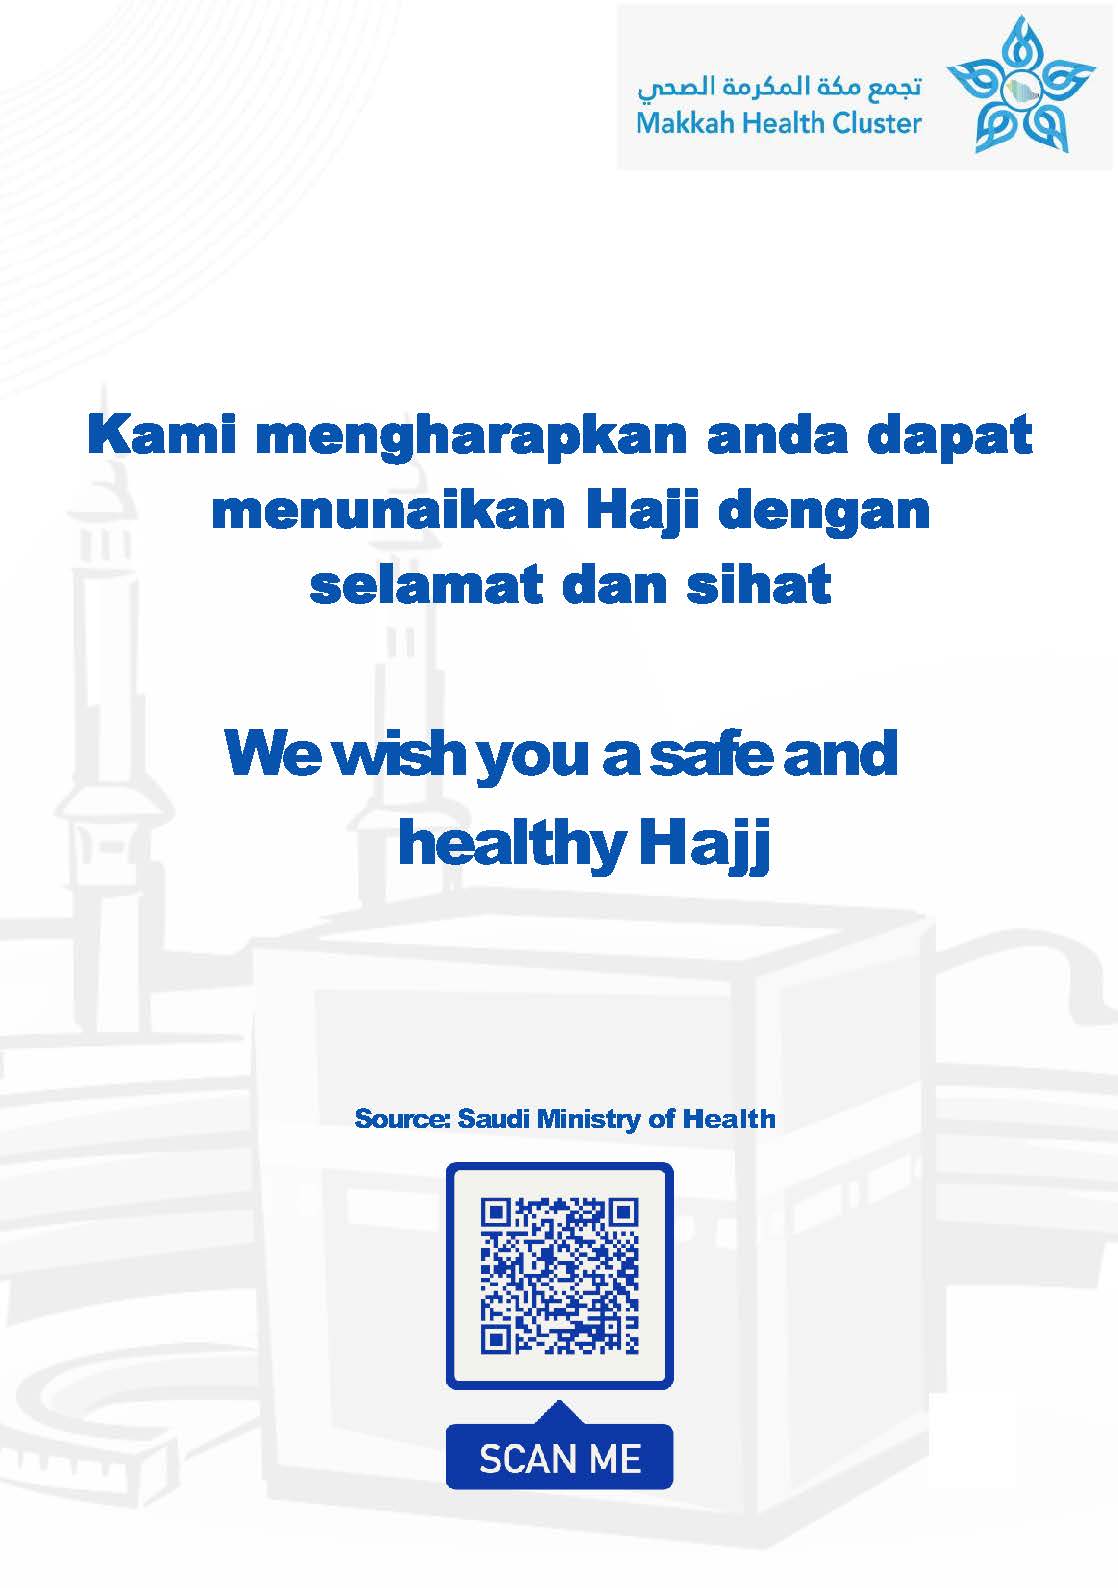 تجمع مكة المكرمة الصحي
Makkah Health Cluster
Kami mengharapkan anda dapat
menunaikan Haji dengan
selamat dan sihat
We wish you a safe and
healthy Hajj
Source: Saudi Ministry of Health
SCAN ME